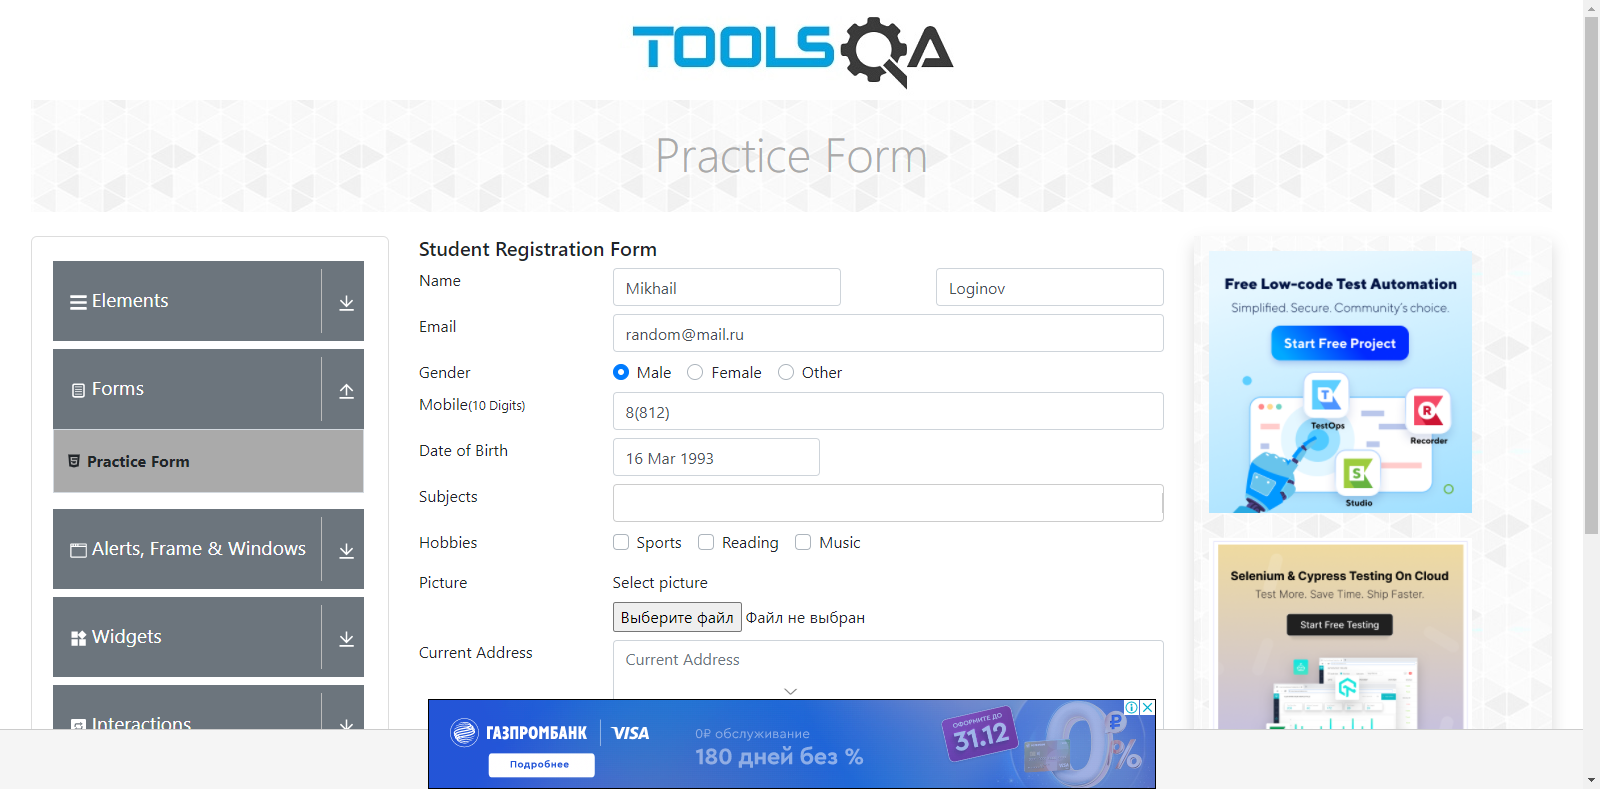 TOOLSQA
Practice Form
Elements
Forms
Practice Form
Alerts, Frame & Windows
Widgets
Interactions
Student Registration Form
Name
Mikhail
Loginov
Email
random@mail.ru
Gender
Male
Female
Other
Mobile(10 Digits)
8(812)
Date of Birth
16 Mar 1993
Subjects
Hobbies
Sports
Reading
Music
Picture
Select picture
Выберите файл Файл не выбран
Current Address
Current Address
Free Low-code Test Automation
Simplified. Secure. Community's choice.
Start Free Project
TestOps
Recorder
Studio
Selenium & Cypress Testing On Cloud
Test More. Save Time. Ship Faster.
Start Free Testing
ГАЗПРОМБАНК
VISA
Подробнее
0₽ обслуживание
180 дней без %
ОФОРМИТЕ ДО
31.12
0₽%